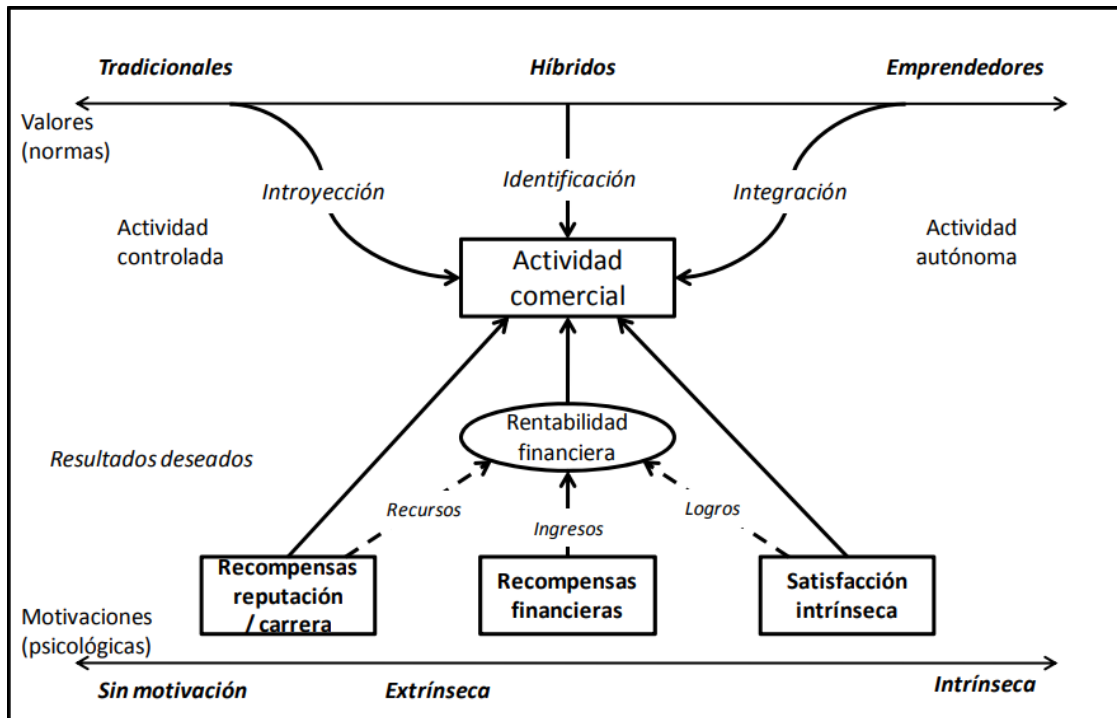 Tradicionales
Híbridos
Emprendedores
Valores
(normas)
Introyección
Identificación
Integración
Actividad
controlada
Actividad
autónoma
Actividad
comercial
Rentabilidad
financiera
Resultados deseados
Recursos
Ingresos
Logros
Recompensas
reputación
/ carrera
Recompensas
financieras
Satisfacción
intrínseca
Motivaciones
(psicológicas)
Sin motivación
Extrínseca
Intrínseca